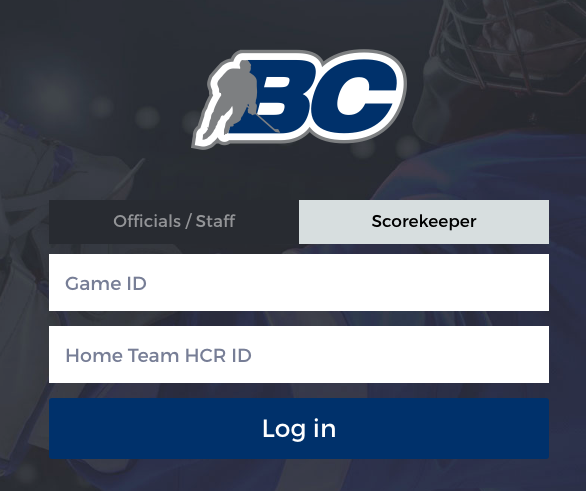 BC
Officials / Staff
Scorekeeper
Game ID
Home Team HCR ID
Log in